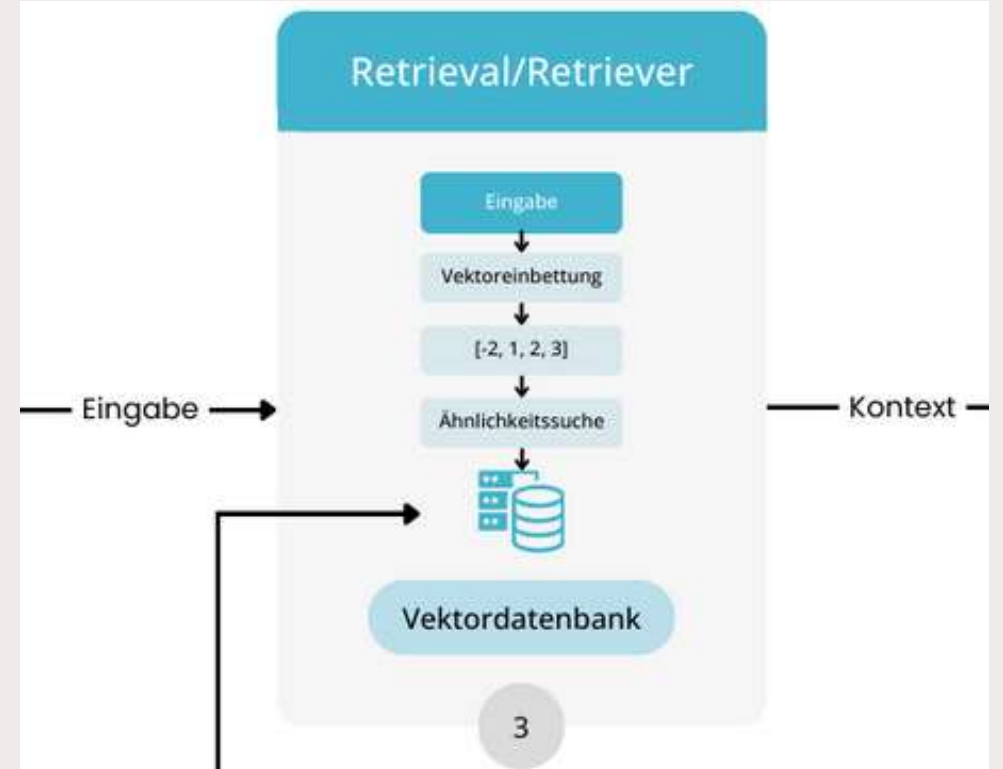 Retrieval/Retriever
Eingabe
Vektoreinbettung
[-2, 1, 2, 3]
Eingabe
Kontext
Ähnlichkeitssuche
Vektordatenbank
3